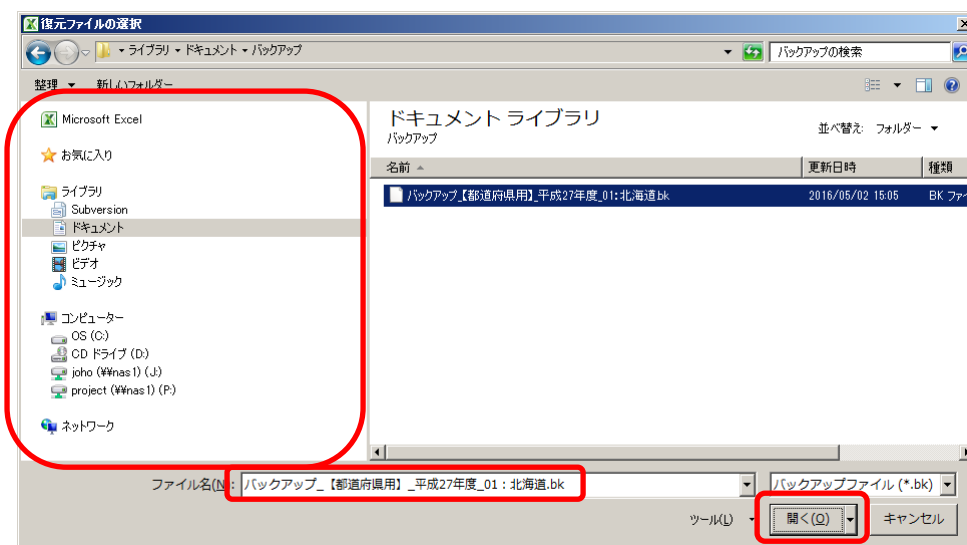 復元ファイルの選択
ライブラリ ▾ ドキュメント ▾ バックアップ
バックアップの検索
整理 ▼ 新しいフォルダー
Microsoft Excel
お気に入り
ライブラリ
Subversion
ドキュメント
ピクチャ
ビデオ
ミュージック
コンピューター
OS (C:)
CD ドライブ (D:)
joho (¥¥nas1) (J:)
project (¥¥nas1) (P:)
ネットワーク
ドキュメント ライブラリ
バックアップ
並べ替え: フォルダー ▼
名前 更新日時 種類
バックアップ_【都道府県用】_平成27年度_01:北海道.bk 2016/05/02 15:05 BK ファ
ファイル名(N): バックアップ_【都道府県用】_平成27年度_01：北海道.bk
バックアップファイル (*.bk)
ツール(L) 開く(O) キャンセル